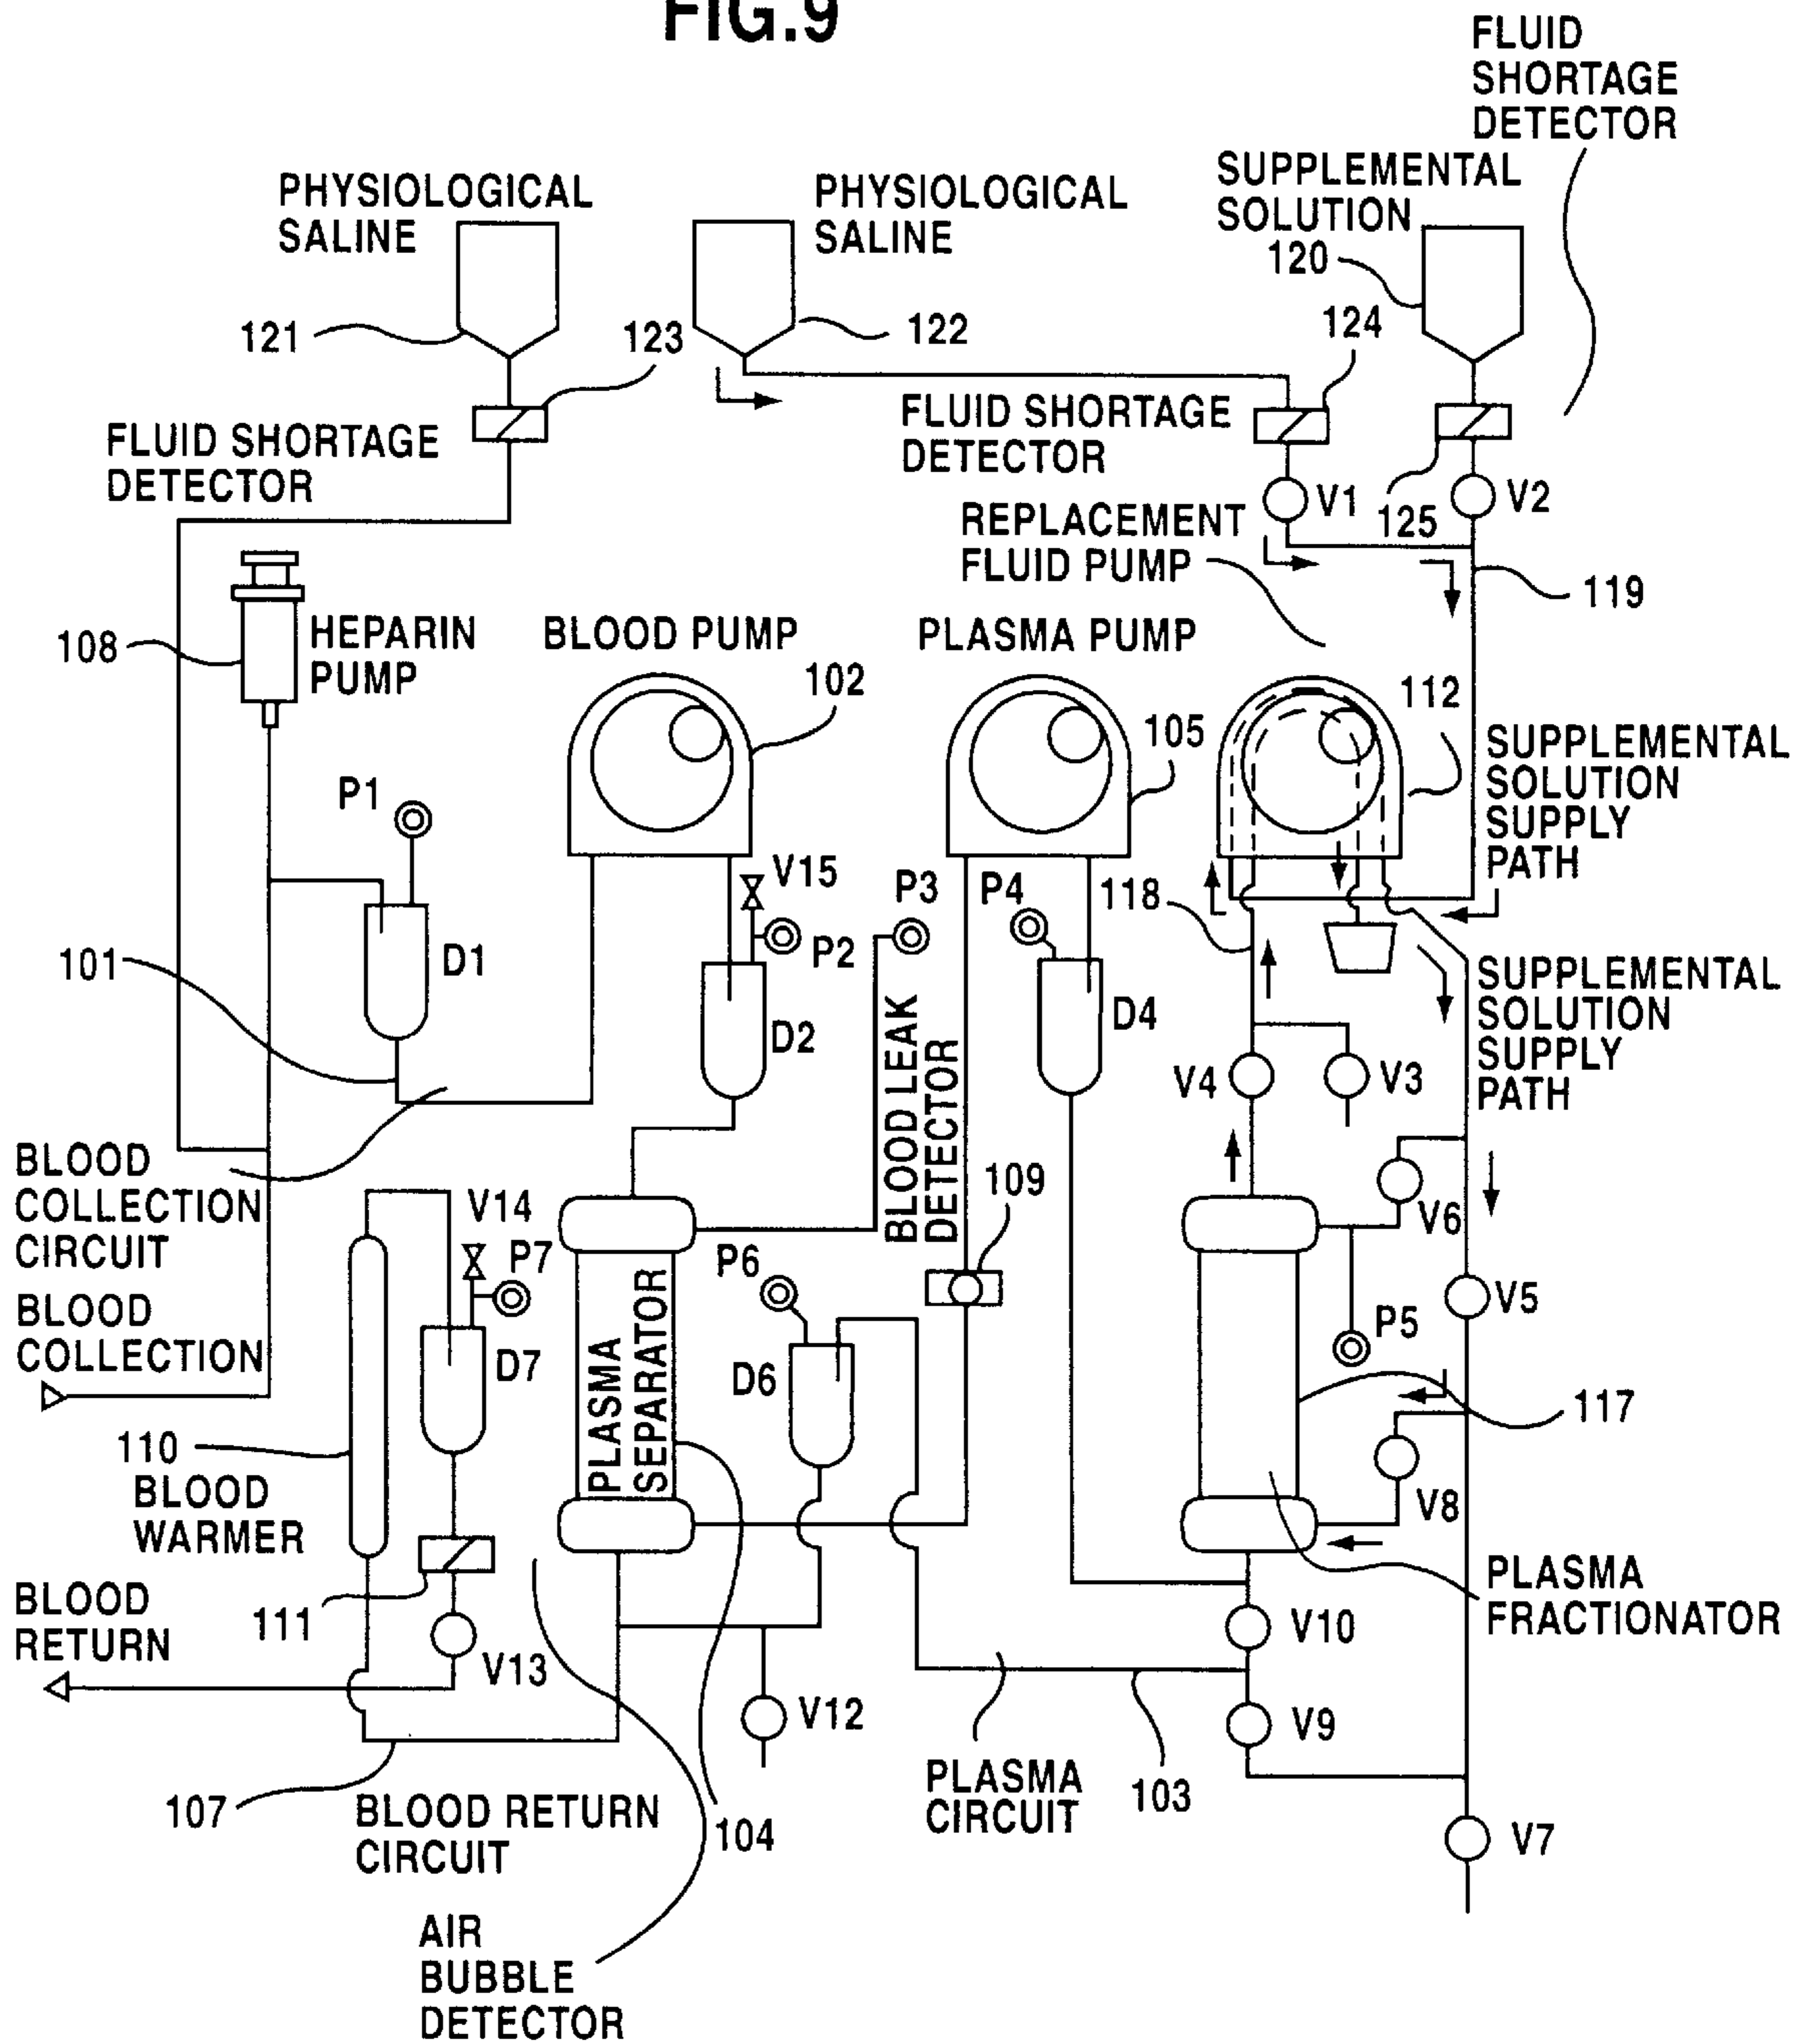 FIG.9
FLUID
SHORTAGE
DETECTOR
PHYSIOLOGICAL
SALINE
PHYSIOLOGICAL
SALINE
SUPPLEMENTAL
SOLUTION
120
121
123
122
124
FLUID SHORTAGE
DETECTOR
FLUID SHORTAGE
DETECTOR
V1
125
V2
REPLACEMENT
FLUID PUMP
119
108
HEPARIN
PUMP
BLOOD PUMP
102
PLASMA PUMP
105
112
SUPPLEMENTAL
SOLUTION
SUPPLY
PATH
P1
V15
P2
P3
P4
118
101
D1
D2
BLOOD LEAK
DETECTOR
D4
SUPPLEMENTAL
SOLUTION
SUPPLY
PATH
V4
V3
BLOOD
COLLECTION
CIRCUIT
V14
P7
109
V6
P6
V5
BLOOD
COLLECTION
D7
PLASMA
SEPARATOR
D6
P5
117
110
BLOOD
WARMER
V8
BLOOD
RETURN
111
V13
PLASMA
FRACTIONATOR
V10
V12
V9
107
BLOOD RETURN
CIRCUIT
104
PLASMA
CIRCUIT
103
V7
AIR
BUBBLE
DETECTOR